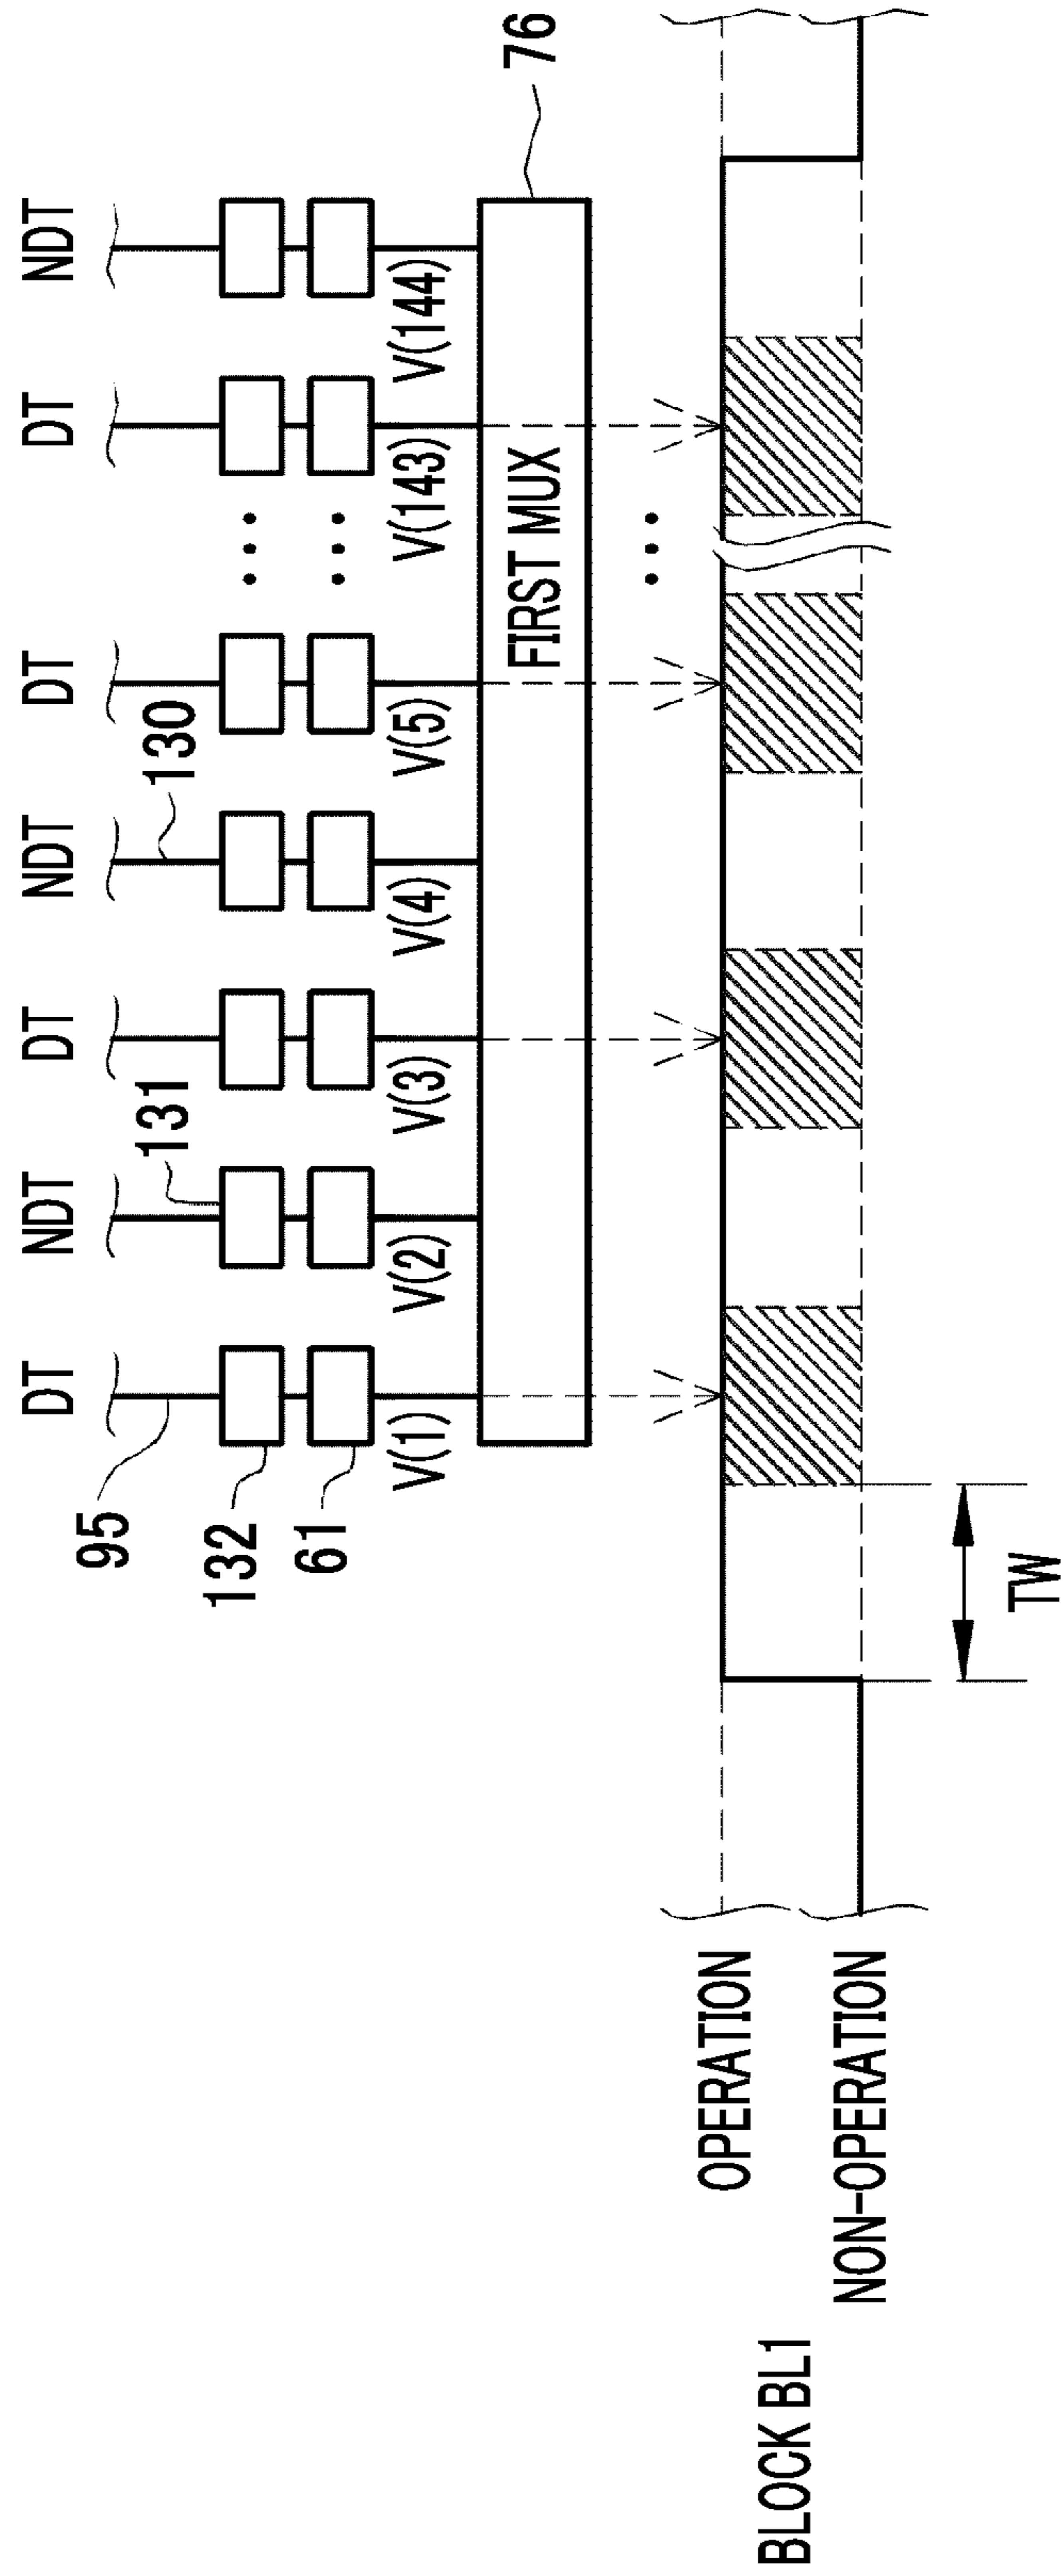 DT NDT DT NDT DT DT NDT
95
131
130
132
61
V(1) V(2) V(3) V(4) V(5) V(143) V(144)
FIRST MUX
76
OPERATION
BLOCK BL1
NON-OPERATION
TW